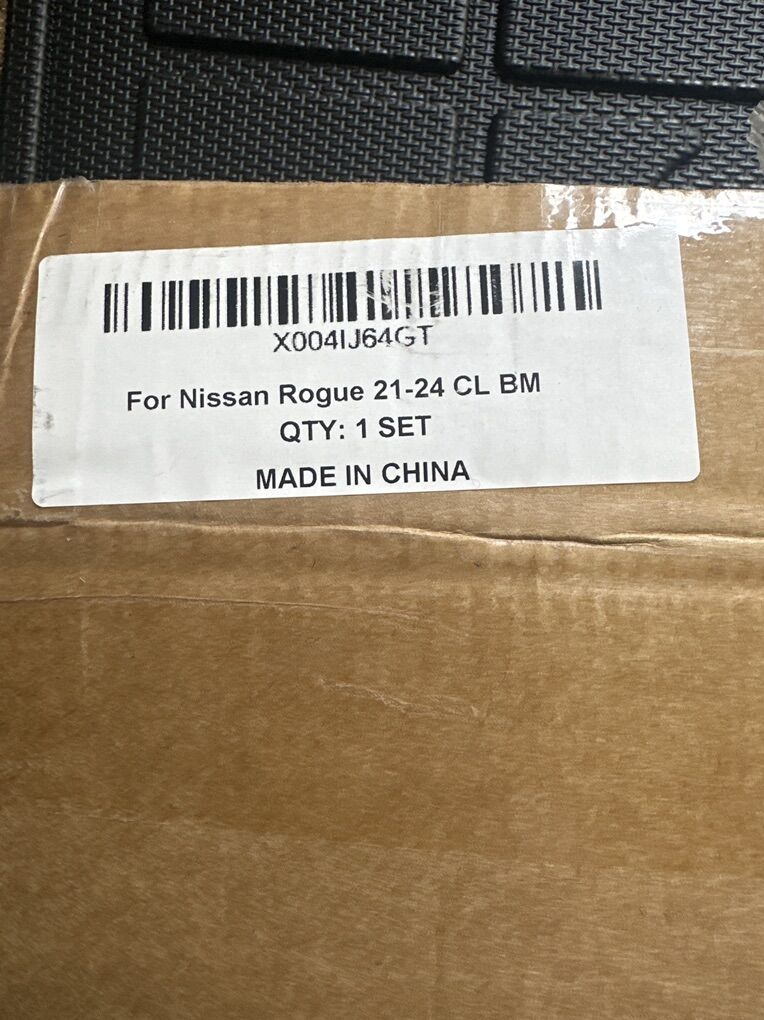 X004IJ64GT
For Nissan Rogue 21-24 CL BM
QTY: 1 SET
MADE IN CHINA